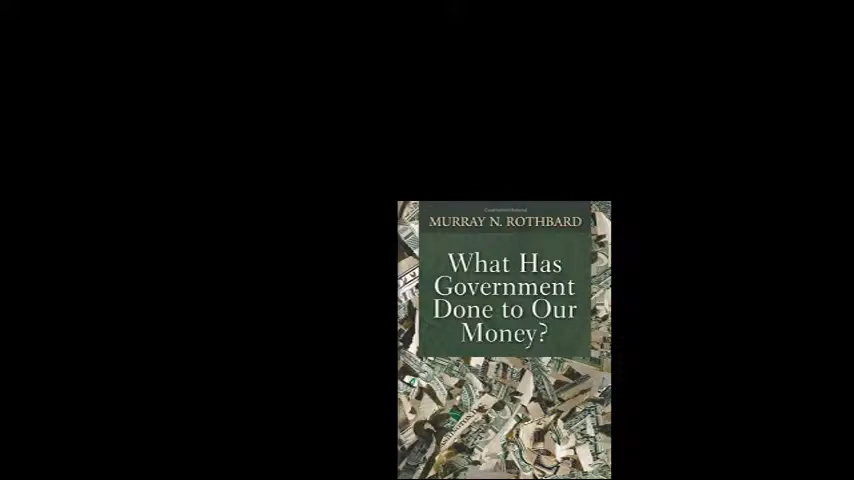 MURRAY N. ROTHBARD
What Has
Government
Done to Our
Money?